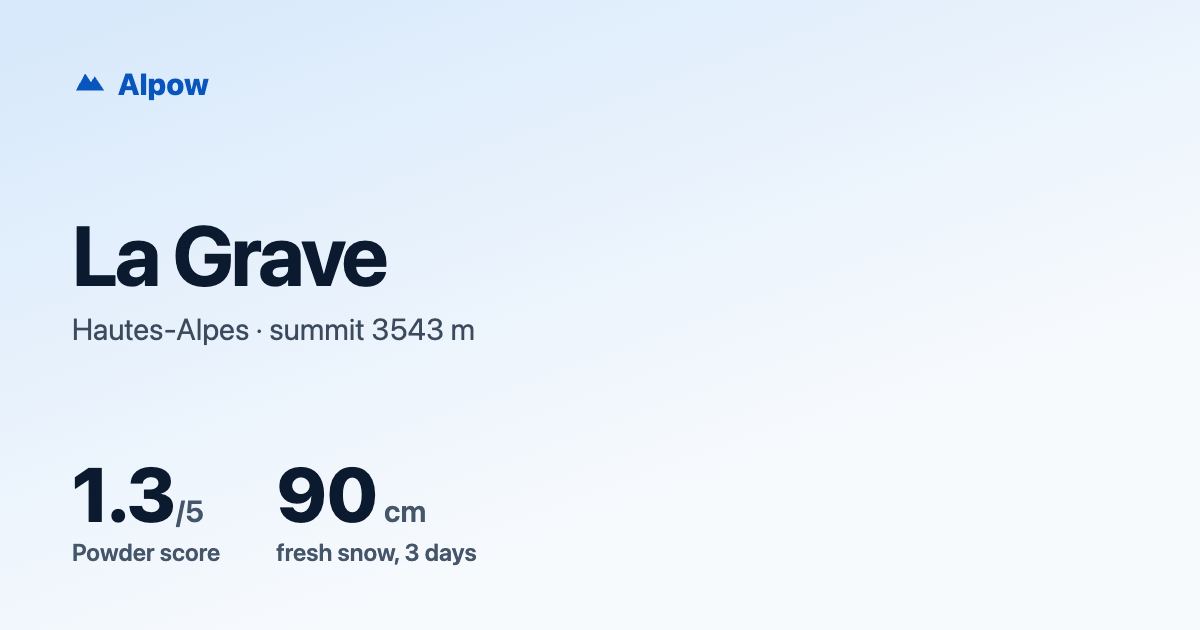 Alpow
La Grave
Hautes-Alpes · summit 3543 m
1.3/5 90 cm
Powder score fresh snow, 3 days